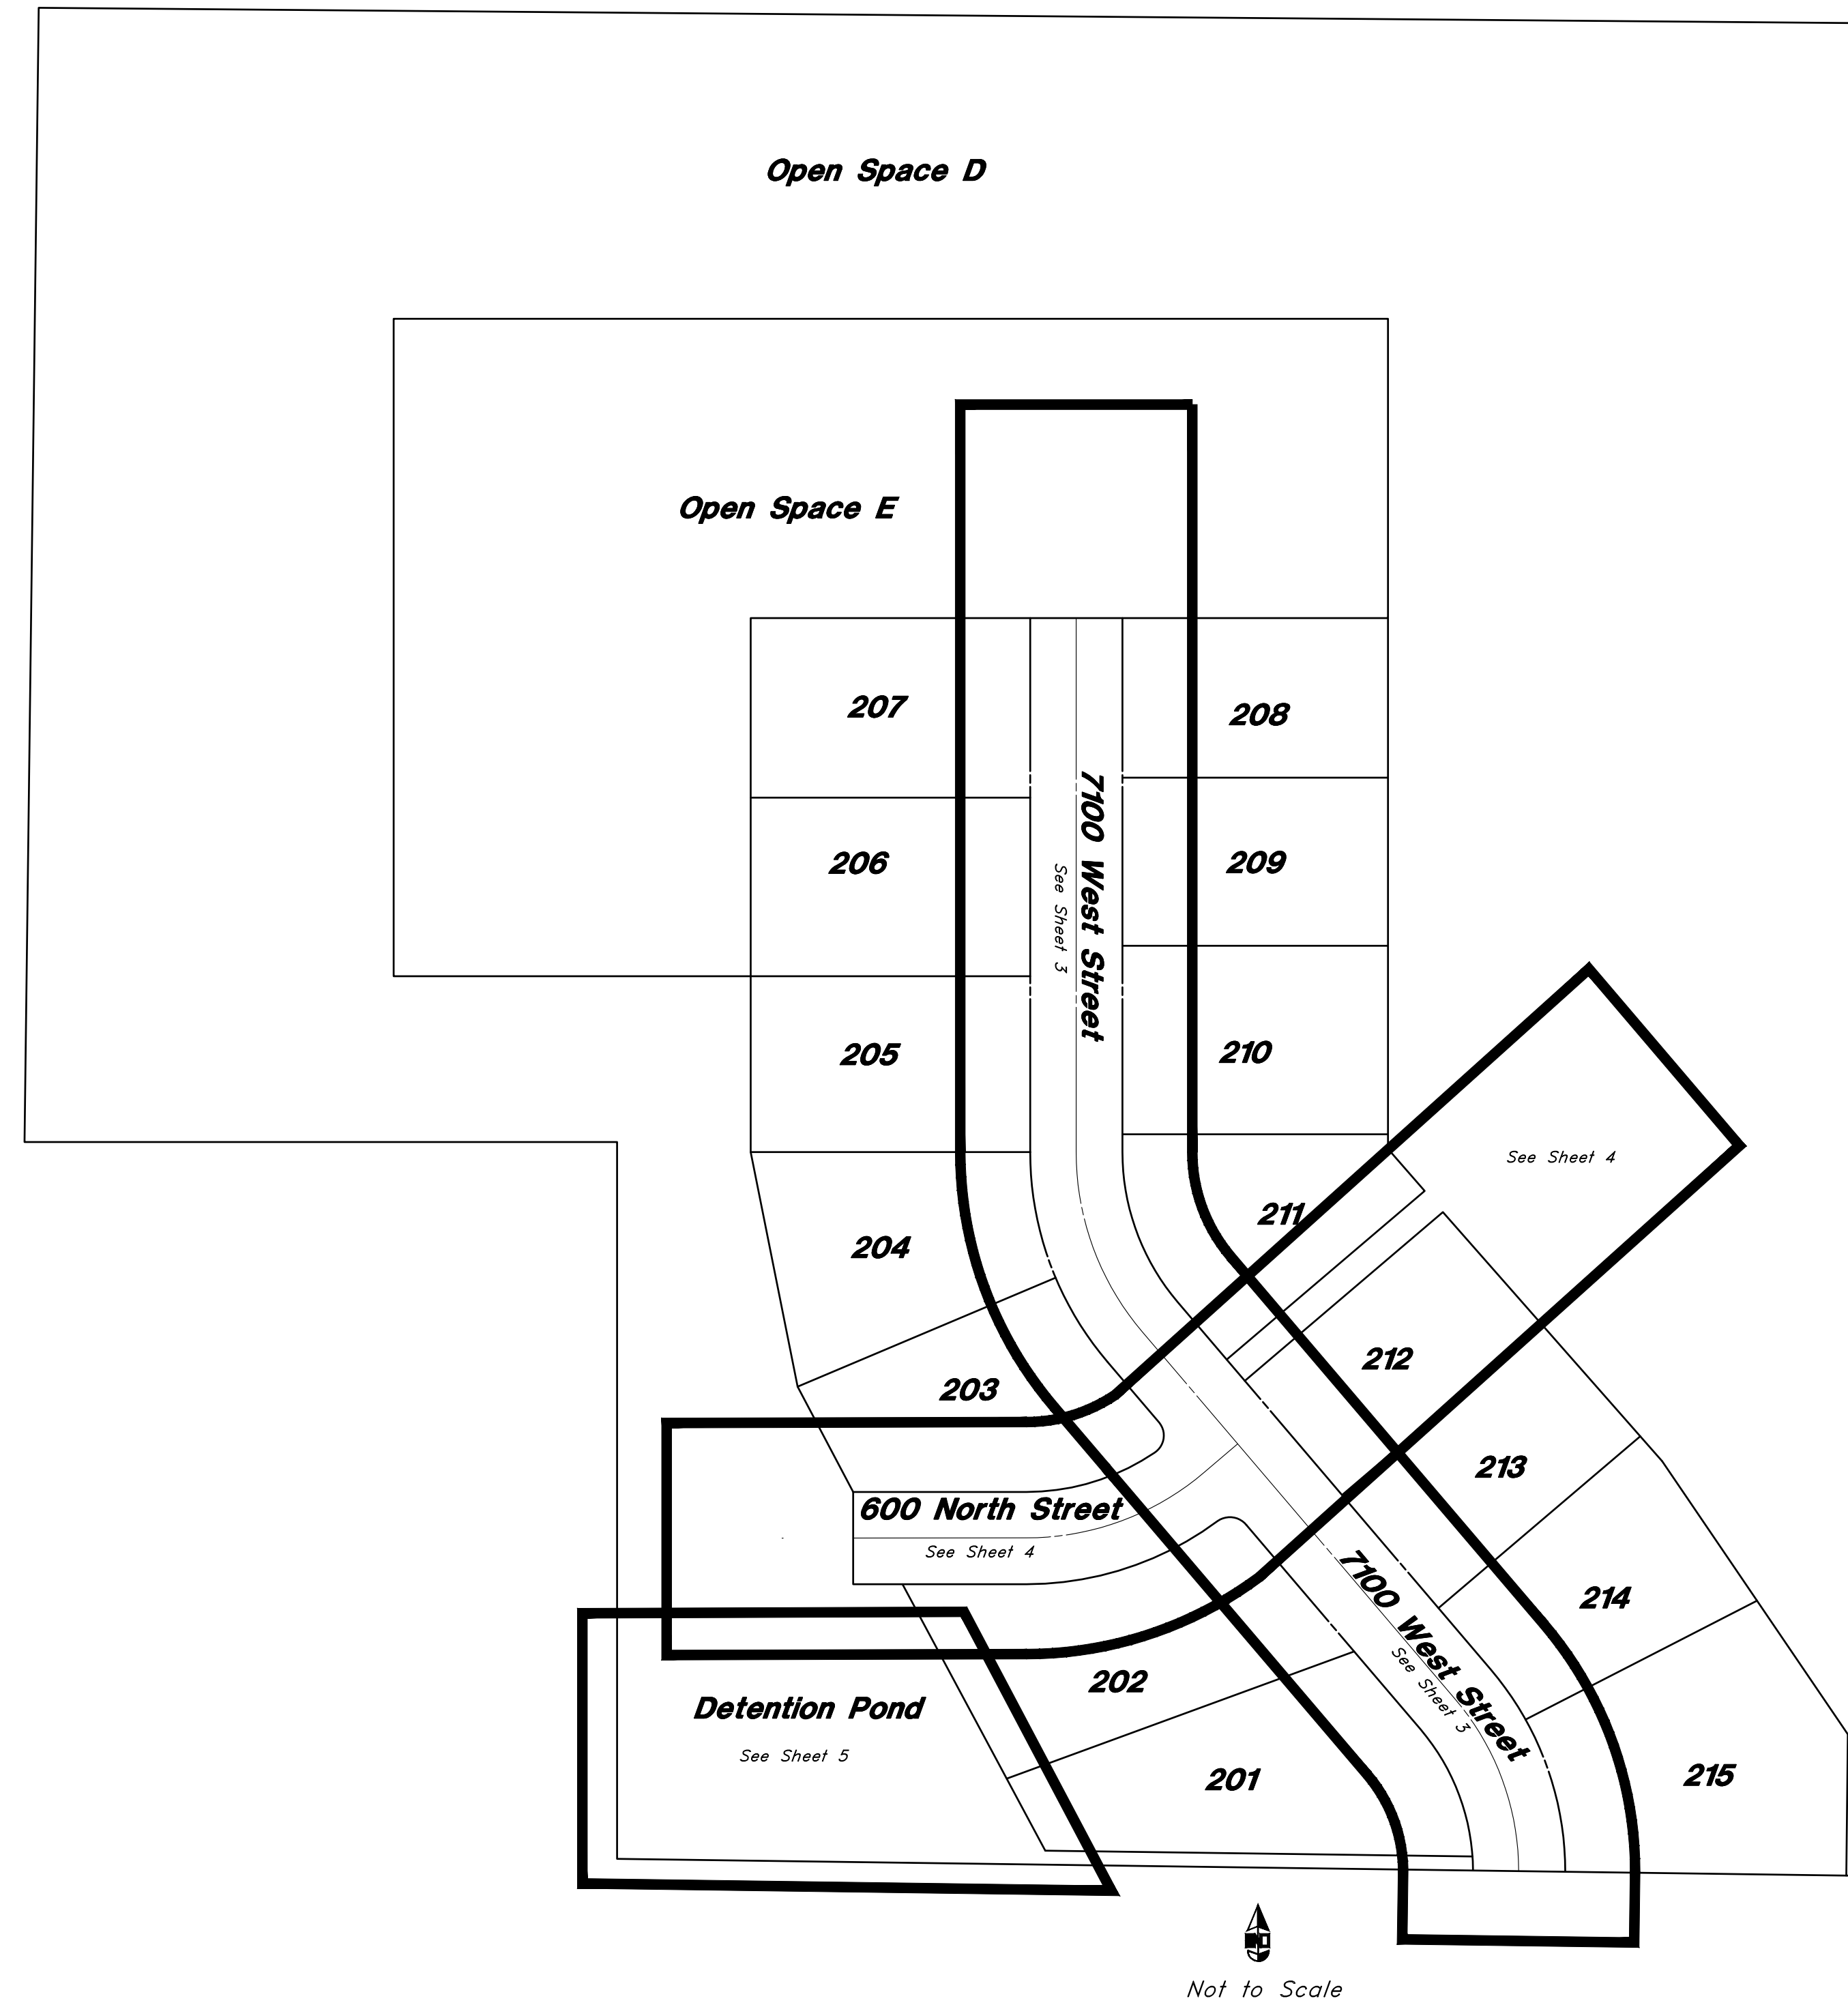 Open Space D
Open Space E
207
208
7100 West Street
See Sheet 3
206
209
205
210
See Sheet 4
211
204
212
203
213
600 North Street
See Sheet 4
7100 West Street
See Sheet 3
214
202
Detention Pond
See Sheet 5
201
215
Not to Scale